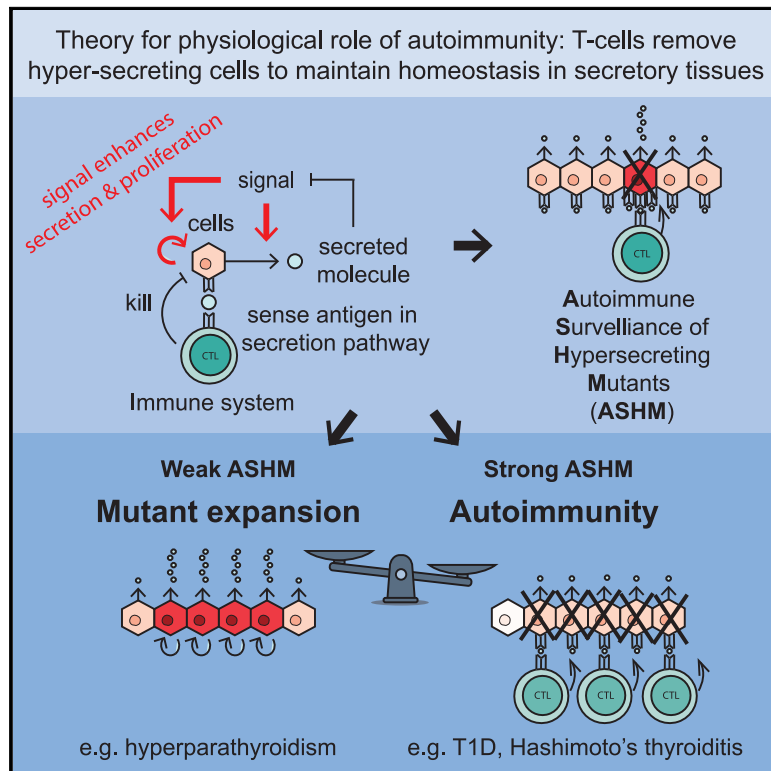 Theory for physiological role of autoimmunity: T-cells remove
hyper-secreting cells to maintain homeostasis in secretory tissues
signal enhances
secretion & proliferation
signal
cells
secreted
molecule
kill
sense antigen in
secretion pathway
CTL
Immune system
CTL
Autoimmune
Survelliance of
Hypersecreting
Mutants
(ASHM)
Weak ASHM
Mutant expansion
Strong ASHM
Autoimmunity
CTL
CTL
CTL
e.g. hyperparathyroidism
e.g. T1D, Hashimoto's thyroiditis